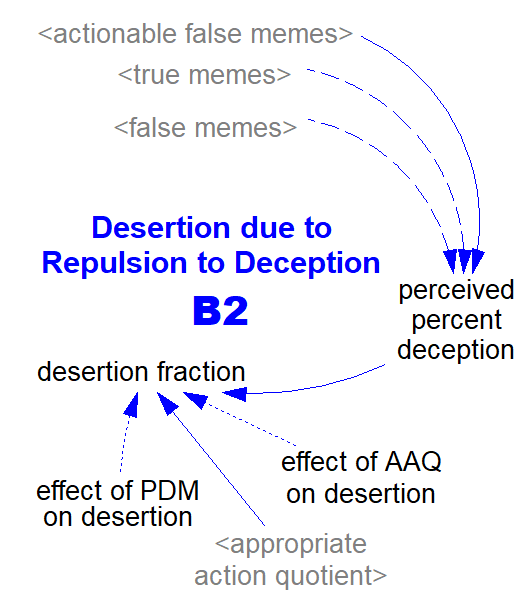 <actionable false memes>
<true memes>
<false memes>
Desertion due to
Repulsion to Deception
B2
perceived
percent
deception
desertion fraction
effect of AAQ
on desertion
effect of PDM
on desertion
<appropriate
action quotient>